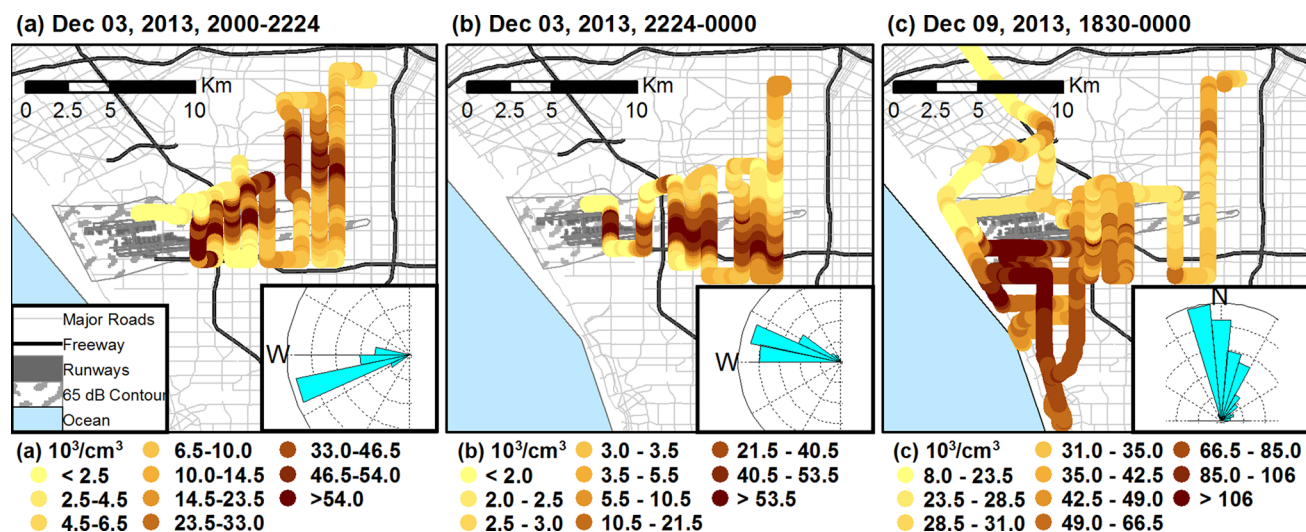 (a) Dec 03, 2013, 2000-2224
(b) Dec 03, 2013, 2224-0000
(c) Dec 09, 2013, 1830-0000
Km
0 2.5 5 10
Km
0 2.5 5 10
Km
0 2.5 5 10
Major Roads
Freeway
Runways
65 dB Contour
Ocean
W
W
N
(a) 10³/cm³
< 2.5
2.5-4.5
4.5-6.5
6.5-10.0
10.0-14.5
14.5-23.5
23.5-33.0
33.0-46.5
46.5-54.0
>54.0
(b) 10³/cm³
< 2.0
2.0 - 2.5
2.5 - 3.0
3.0 - 3.5
3.5 - 5.5
5.5 - 10.5
10.5 - 21.5
21.5 - 40.5
40.5 - 53.5
> 53.5
(c) 10³/cm³
8.0 - 23.5
23.5 - 28.5
28.5 - 31.0
31.0 - 35.0
35.0 - 42.5
42.5 - 49.0
49.0 - 66.5
66.5 - 85.0
85.0 - 106
> 106